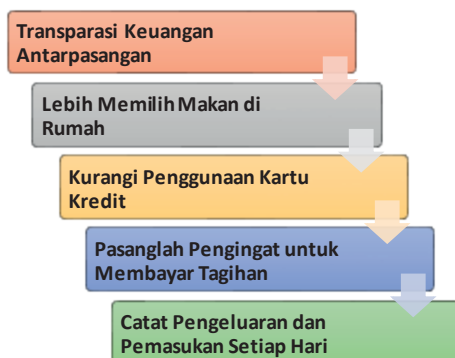 Transparasi Keuangan
Antarpasangan
Lebih Memilih Makan di
Rumah
Kurangi Penggunaan Kartu
Kredit
Pasanglah Pengingat untuk
Membayar Tagihan
Catat Pengeluaran dan
Pemasukan Setiap Hari